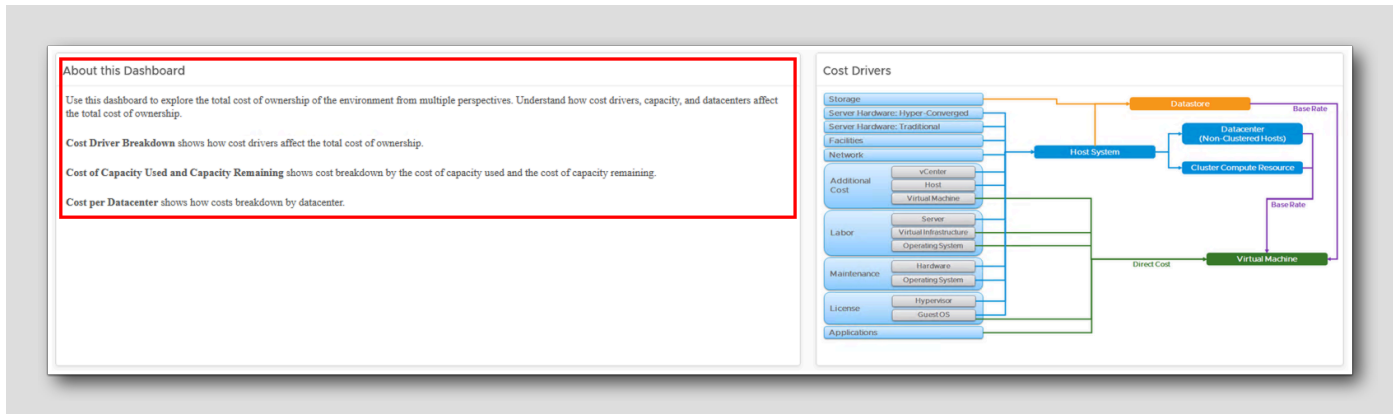 About this Dashboard
Use this dashboard to explore the total cost of ownership of the environment from multiple perspectives. Understand how cost drivers, capacity, and datacenters affect
the total cost of ownership.
Cost Driver Breakdown shows how cost drivers affect the total cost of ownership.
Cost of Capacity Used and Capacity Remaining shows cost breakdown by the cost of capacity used and the cost of capacity remaining.
Cost per Datacenter shows how costs breakdown by datacenter.
Cost Drivers
Storage
Server Hardware: Hyper-Converged
Server Hardware: Traditional
Facilities
Network
Additional
Cost
vCenter
Host
Virtual Machine
Labor
Server
Virtual Infrastructure
Operating System
Maintenance
Hardware
Operating System
License
Hypervisor
Guest OS
Applications
Datastore
Base Rate
Host System
Datacenter
(Non-Clustered Hosts)
Cluster Compute Resource
Base Rate
Direct Cost
Virtual Machine